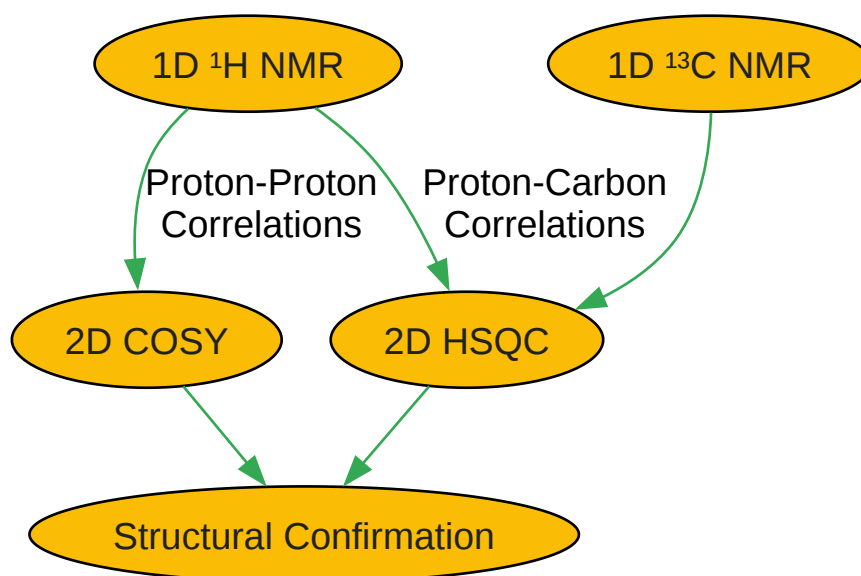 1D ¹H NMR
1D ¹³C NMR
Proton-Proton
Correlations
Proton-Carbon
Correlations
2D COSY
2D HSQC
Structural Confirmation